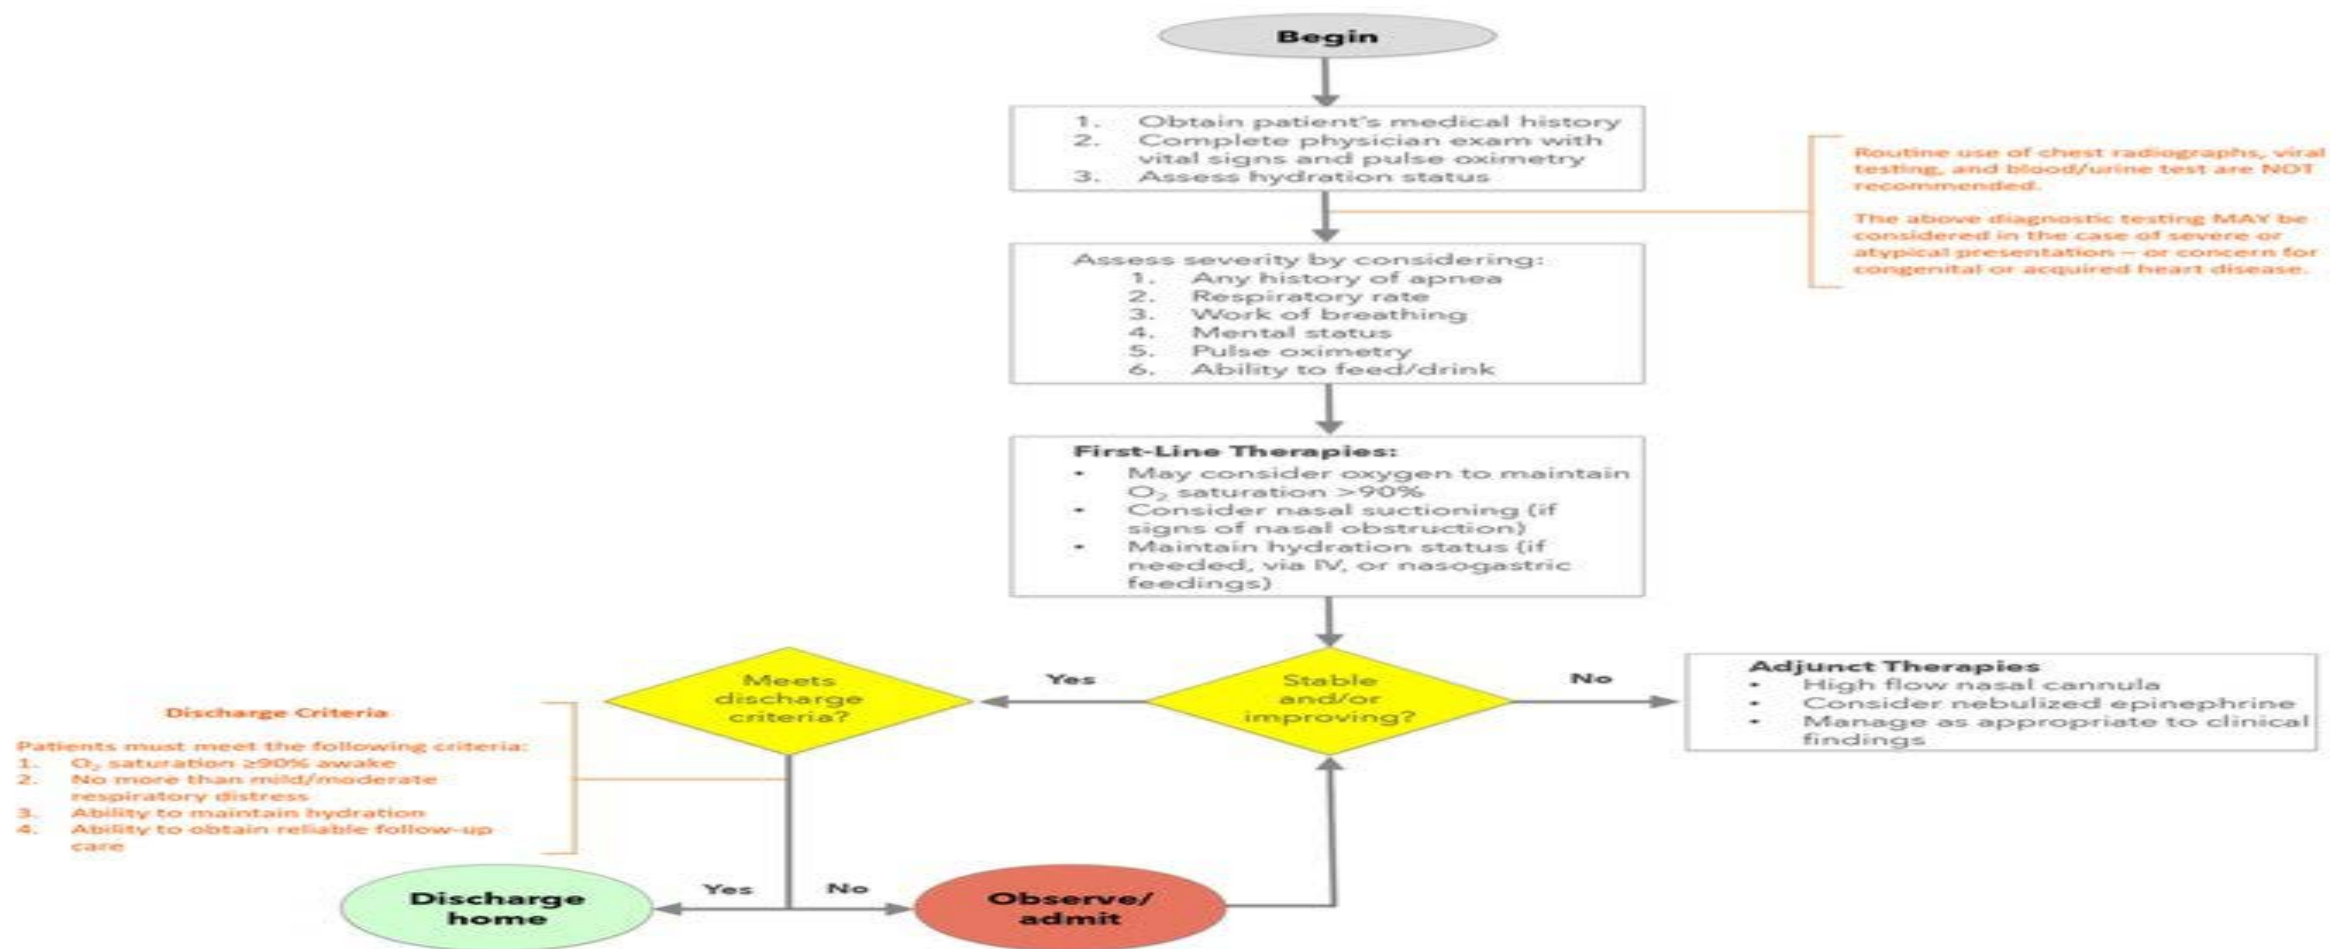 Begin
1. Obtain patient's medical history
2. Complete physician exam with
vital signs and pulse oximetry
3. Assess hydration status
Routine use of chest radiographs, viral
testing, and blood/urine test are NOT
recommended.
The above diagnostic testing MAY be
considered in the case of severe or
atypical presentation – or concern for
congenital or acquired heart disease.
Assess severity by considering:
1. Any history of apnea
2. Respiratory rate
3. Work of breathing
4. Mental status
5. Pulse oximetry
6. Ability to feed/drink
First-Line Therapies:
• May consider oxygen to maintain
O₂ saturation >90%
• Consider nasal suctioning (if
signs of nasal obstruction)
• Maintain hydration status (if
needed, via IV, or nasogastric
feedings)
Stable
and/or
improving?
Yes
No
Adjunct Therapies
• High flow nasal cannula
• Consider nebulized epinephrine
• Manage as appropriate to clinical
findings
Meets
discharge
criteria?
Discharge Criteria
Patients must meet the following criteria:
1. O₂ saturation ≥90% awake
2. No more than mild/moderate
respiratory distress
3. Ability to maintain hydration
4. Ability to obtain reliable follow-up
care
Yes
No
Discharge
home
Observe/
admit